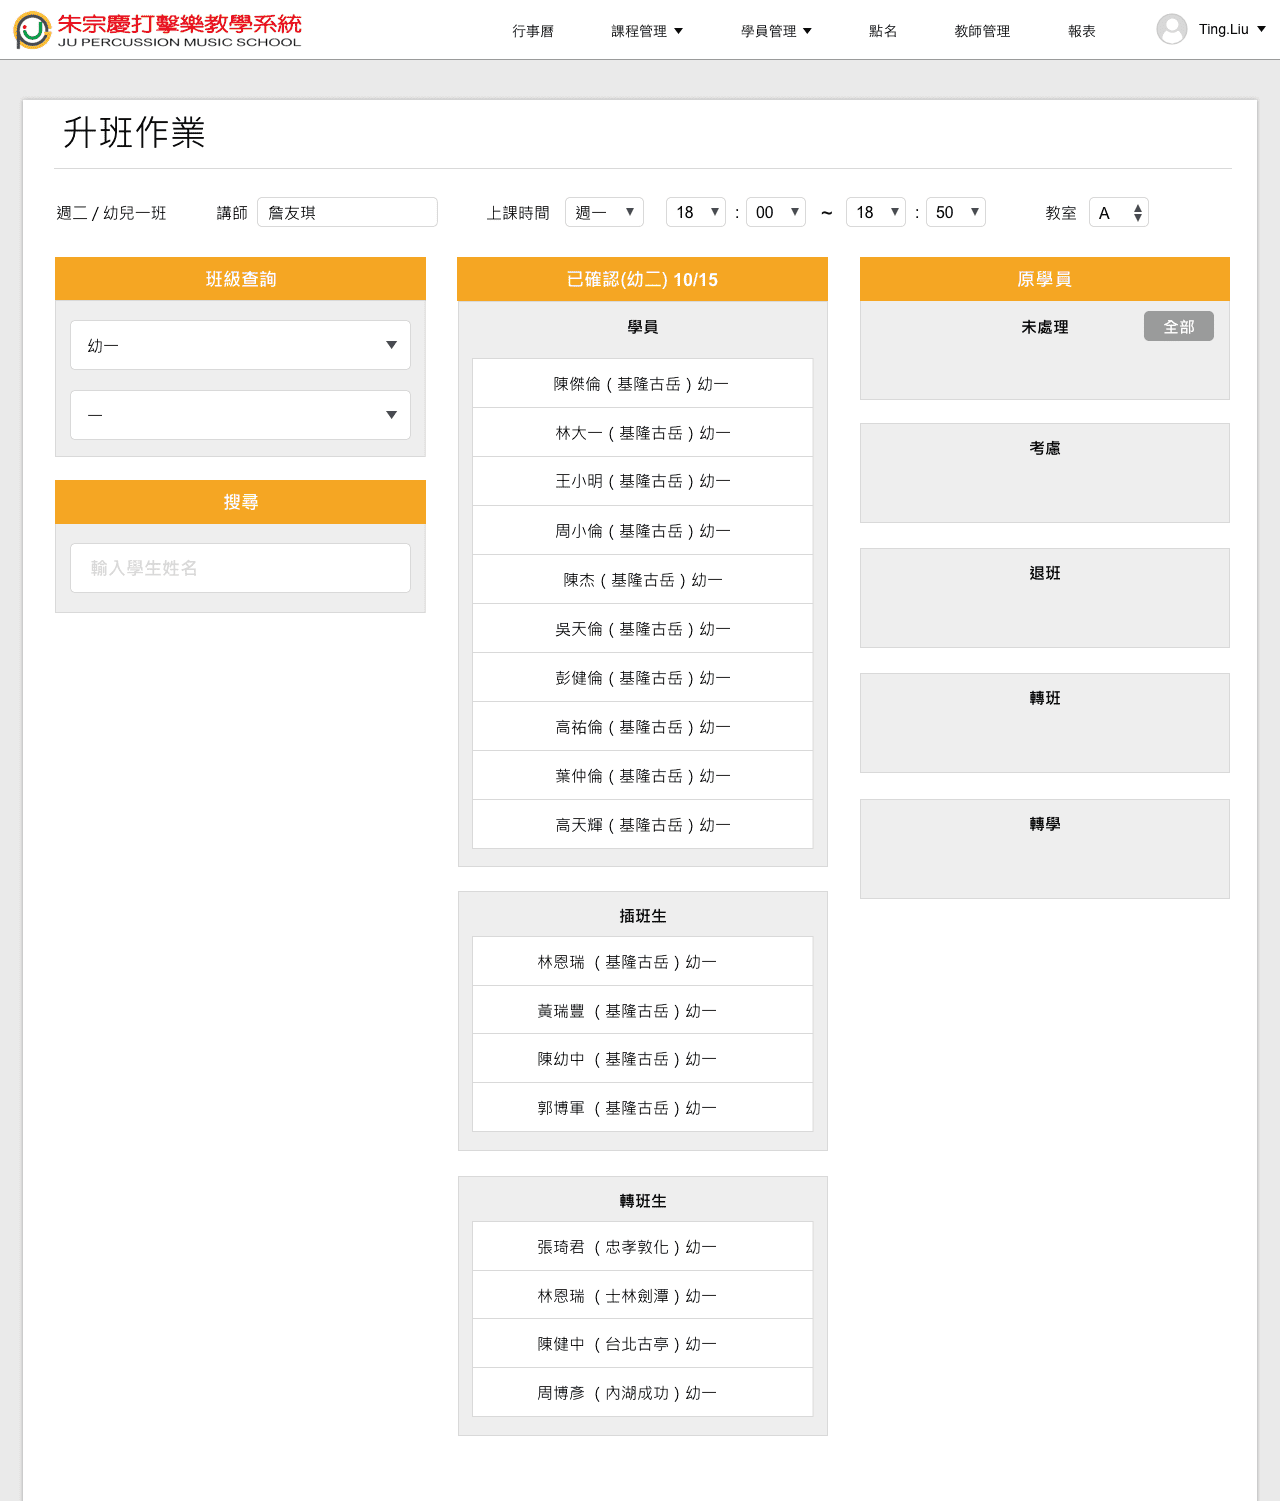 朱宗慶打擊樂教學系統
JU PERCUSSION MUSIC SCHOOL
行事曆 課程管理 學員管理 點名 教師管理 報表 Ting.Liu
升班作業
週二 / 幼兒一班 講師 詹友琪 上課時間 週一 18 : 00 ~ 18 : 50 教室 A
班級查詢
幼一
一
搜尋
輸入學生姓名
已確認(幼二) 10/15
學員
陳傑倫 ( 基隆古岳 ) 幼一
林大一 ( 基隆古岳 ) 幼一
王小明 ( 基隆古岳 ) 幼一
周小倫 ( 基隆古岳 ) 幼一
陳杰 ( 基隆古岳 ) 幼一
吳天倫 ( 基隆古岳 ) 幼一
彭健倫 ( 基隆古岳 ) 幼一
高祐倫 ( 基隆古岳 ) 幼一
葉仲倫 ( 基隆古岳 ) 幼一
高天輝 ( 基隆古岳 ) 幼一
插班生
林恩瑞 ( 基隆古岳 ) 幼一
黃瑞豐 ( 基隆古岳 ) 幼一
陳幼中 ( 基隆古岳 ) 幼一
郭博軍 ( 基隆古岳 ) 幼一
轉班生
張琦君 ( 忠孝敦化 ) 幼一
林恩瑞 ( 士林劍潭 ) 幼一
陳健中 ( 台北古亭 ) 幼一
周博彥 ( 內湖成功 ) 幼一
原學員
未處理 全部
考慮
退班
轉班
轉學